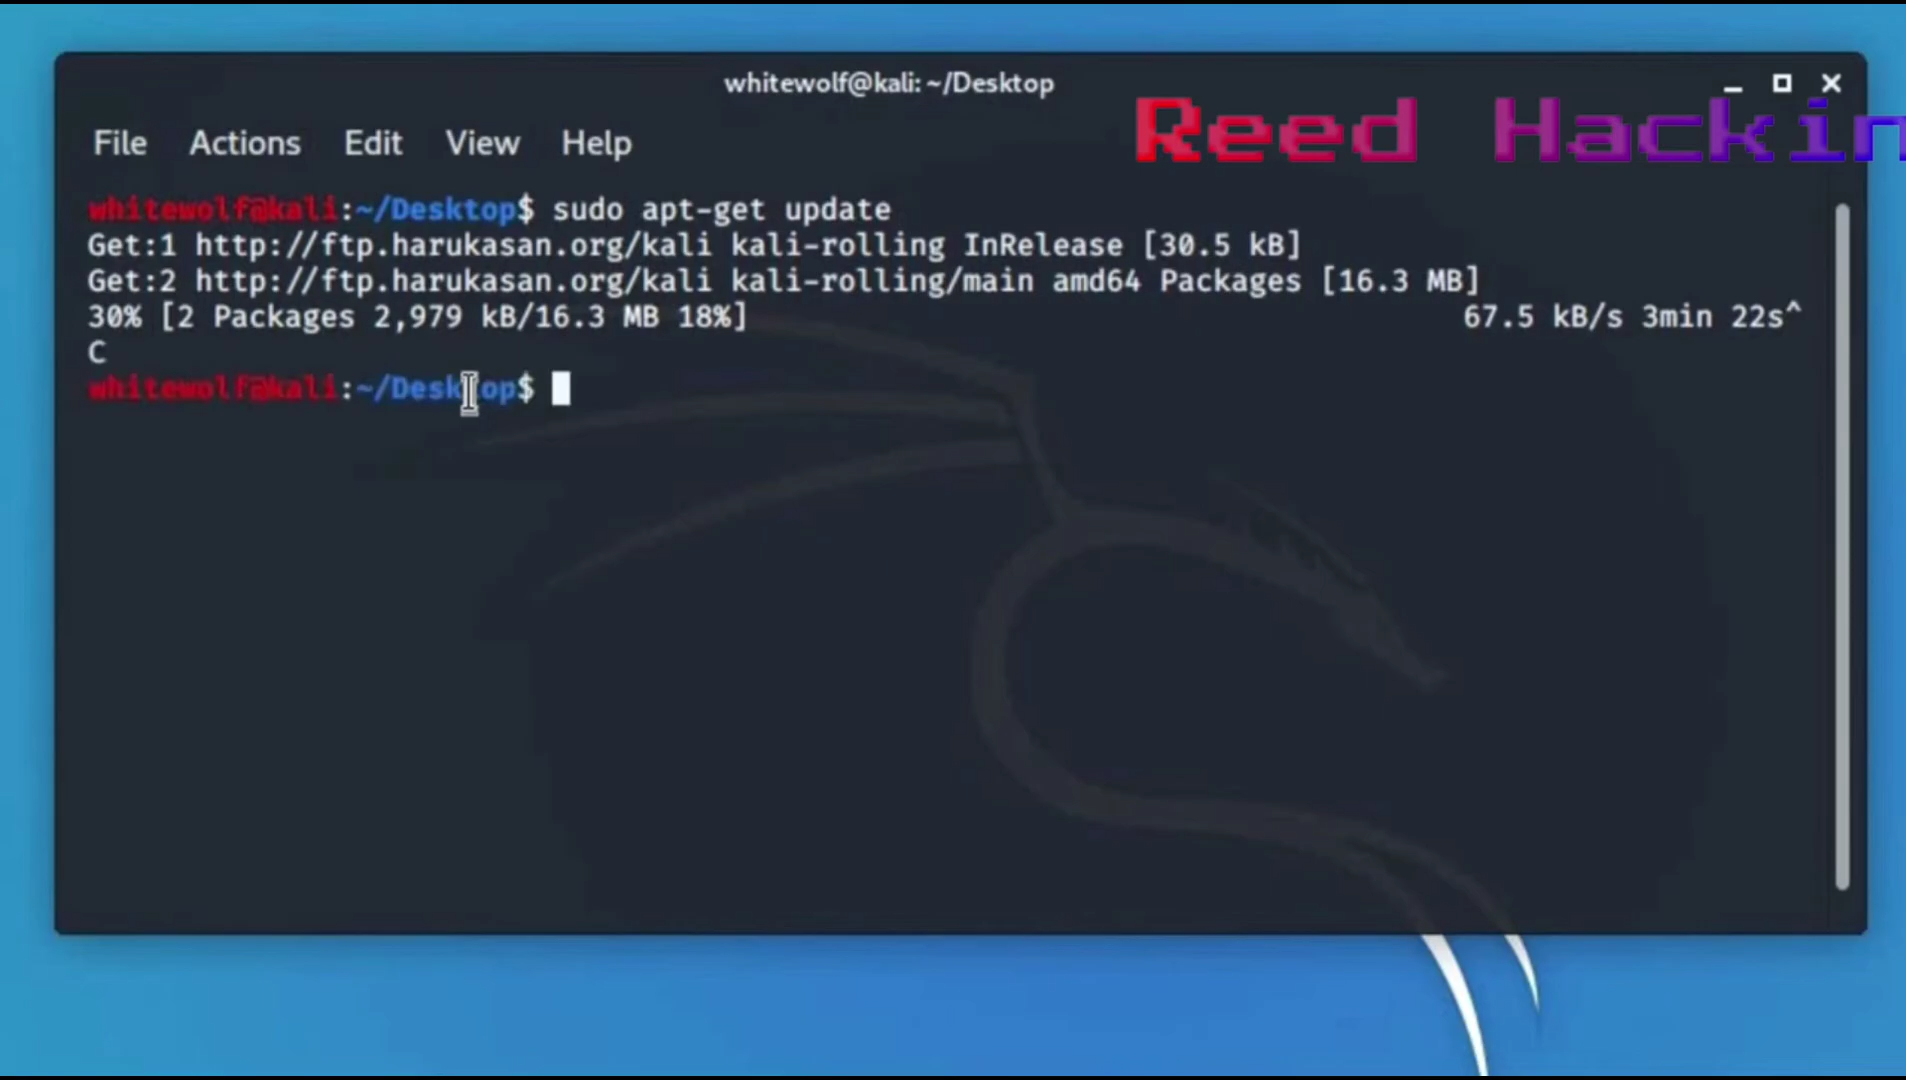 whitewolf@kali: ~/Desktop
Reed Hackin
File Actions Edit View Help
whitewolf@kali:~/Desktop$ sudo apt-get update
Get:1 http://ftp.harukasan.org/kali kali-rolling InRelease [30.5 kB]
Get:2 http://ftp.harukasan.org/kali kali-rolling/main amd64 Packages [16.3 MB]
30% [2 Packages 2,979 kB/16.3 MB 18%] 67.5 kB/s 3min 22s^
C
whitewolf@kali:~/Desktop$